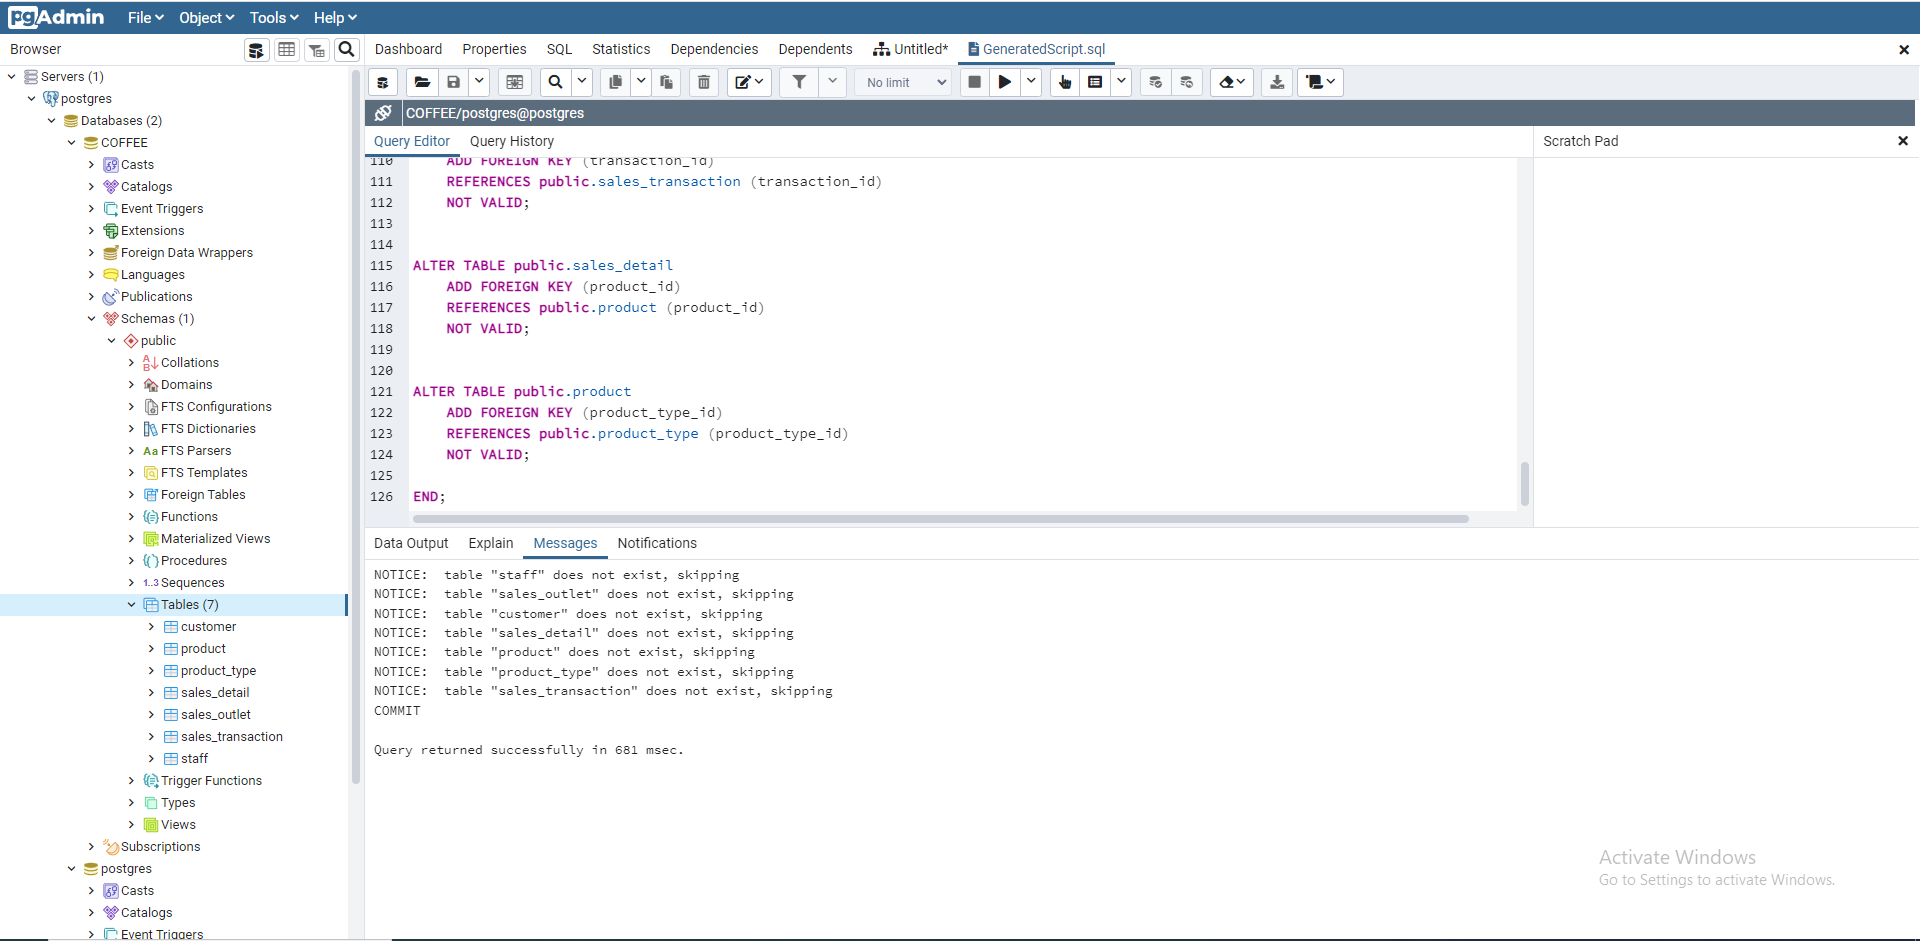 pgAdmin
File
Object
Tools
Help
Browser
Dashboard
Properties
SQL
Statistics
Dependencies
Dependents
Untitled*
GeneratedScript.sql
No limit
COFFEE/postgres@postgres
Query Editor
Query History
Scratch Pad
Servers (1)
postgres
Databases (2)
COFFEE
Casts
Catalogs
Event Triggers
Extensions
Foreign Data Wrappers
Languages
Publications
Schemas (1)
public
Collations
Domains
FTS Configurations
FTS Dictionaries
Aa FTS Parsers
FTS Templates
Foreign Tables
Functions
Materialized Views
Procedures
1..3 Sequences
Tables (7)
customer
product
product_type
sales_detail
sales_outlet
sales_transaction
staff
Trigger Functions
Types
Views
Subscriptions
postgres
Casts
Catalogs
Event Triggers
110 ADD FOREIGN KEY (transaction_id)
111 REFERENCES public.sales_transaction (transaction_id)
112 NOT VALID;
113
114
115 ALTER TABLE public.sales_detail
116 ADD FOREIGN KEY (product_id)
117 REFERENCES public.product (product_id)
118 NOT VALID;
119
120
121 ALTER TABLE public.product
122 ADD FOREIGN KEY (product_type_id)
123 REFERENCES public.product_type (product_type_id)
124 NOT VALID;
125
126 END;
Data Output
Explain
Messages
Notifications
NOTICE:  table "staff" does not exist, skipping
NOTICE:  table "sales_outlet" does not exist, skipping
NOTICE:  table "customer" does not exist, skipping
NOTICE:  table "sales_detail" does not exist, skipping
NOTICE:  table "product" does not exist, skipping
NOTICE:  table "product_type" does not exist, skipping
NOTICE:  table "sales_transaction" does not exist, skipping
COMMIT
Query returned successfully in 681 msec.
Activate Windows
Go to Settings to activate Windows.